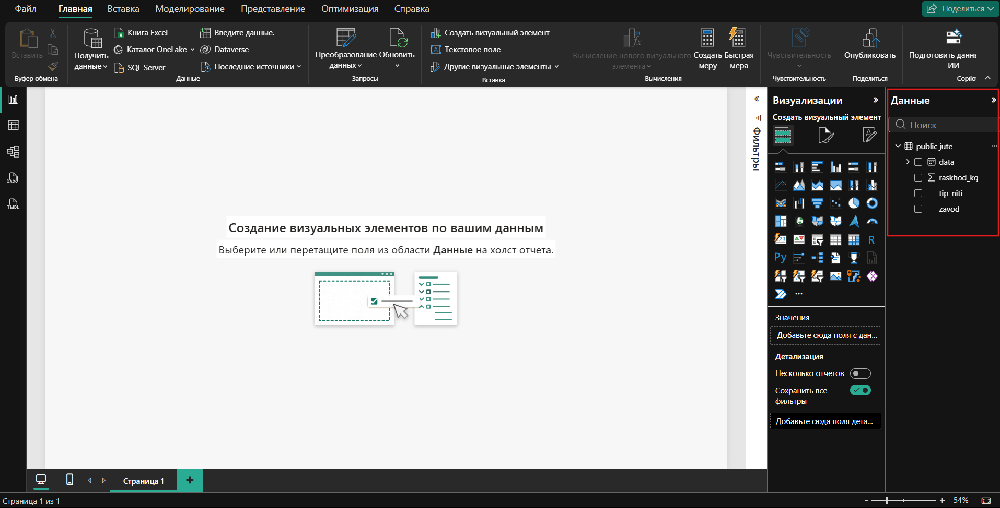 Файл
Главная
Вставка
Моделирование
Представление
Оптимизация
Справка
Поделиться
Вставить
Буфер обмена
Получить
данные
Книга Excel
Каталог OneLake
SQL Server
Введите данные.
Dataverse
Последние источники
Данные
Преобразование
данных
Обновить
Запросы
Создать визуальный элемент
Текстовое поле
Другие визуальные элементы
Вставка
Вычисление нового визуального
элемента
Создать
меру
Быстрая
мера
Вычисления
Чувствительность
Чувствительность
Опубликовать
Поделиться
Подготовить данн
ИИ
Copilo
DAX
TMDL
Создание визуальных элементов по вашим данным
Выберите или перетащите поля из области Данные на холст отчета.
Фильтры
Визуализации
Создать визуальный элемент
123
R
Py
Значения
Добавьте сюда поля с дан...
Детализация
Несколько отчетов
Сохранить все
фильтры
Добавьте сюда поля дета...
Данные
Поиск
public jute
data
raskhod_kg
tip_niti
zavod
Страница 1
Страница 1 из 1
54%